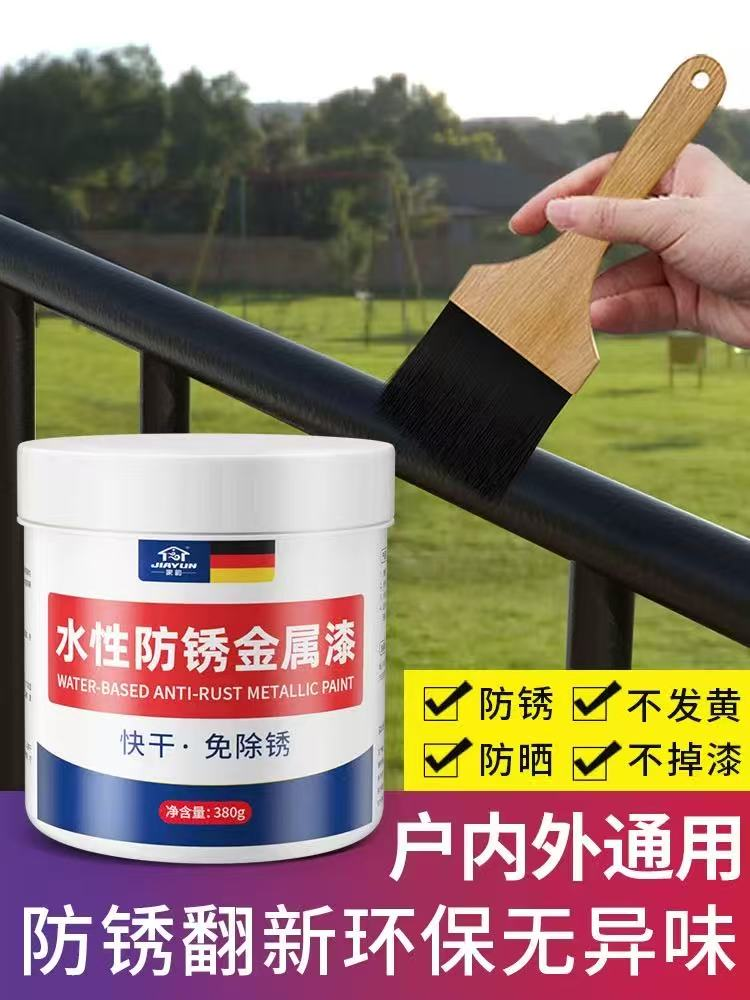 JIAYUN
家韵
水性防锈金属漆
WATER-BASED ANTI-RUST METALLIC PAINT
快干·免除锈
净含量:380g
防锈 不发黄
防晒 不掉漆
户内外通用
防锈翻新环保无异味